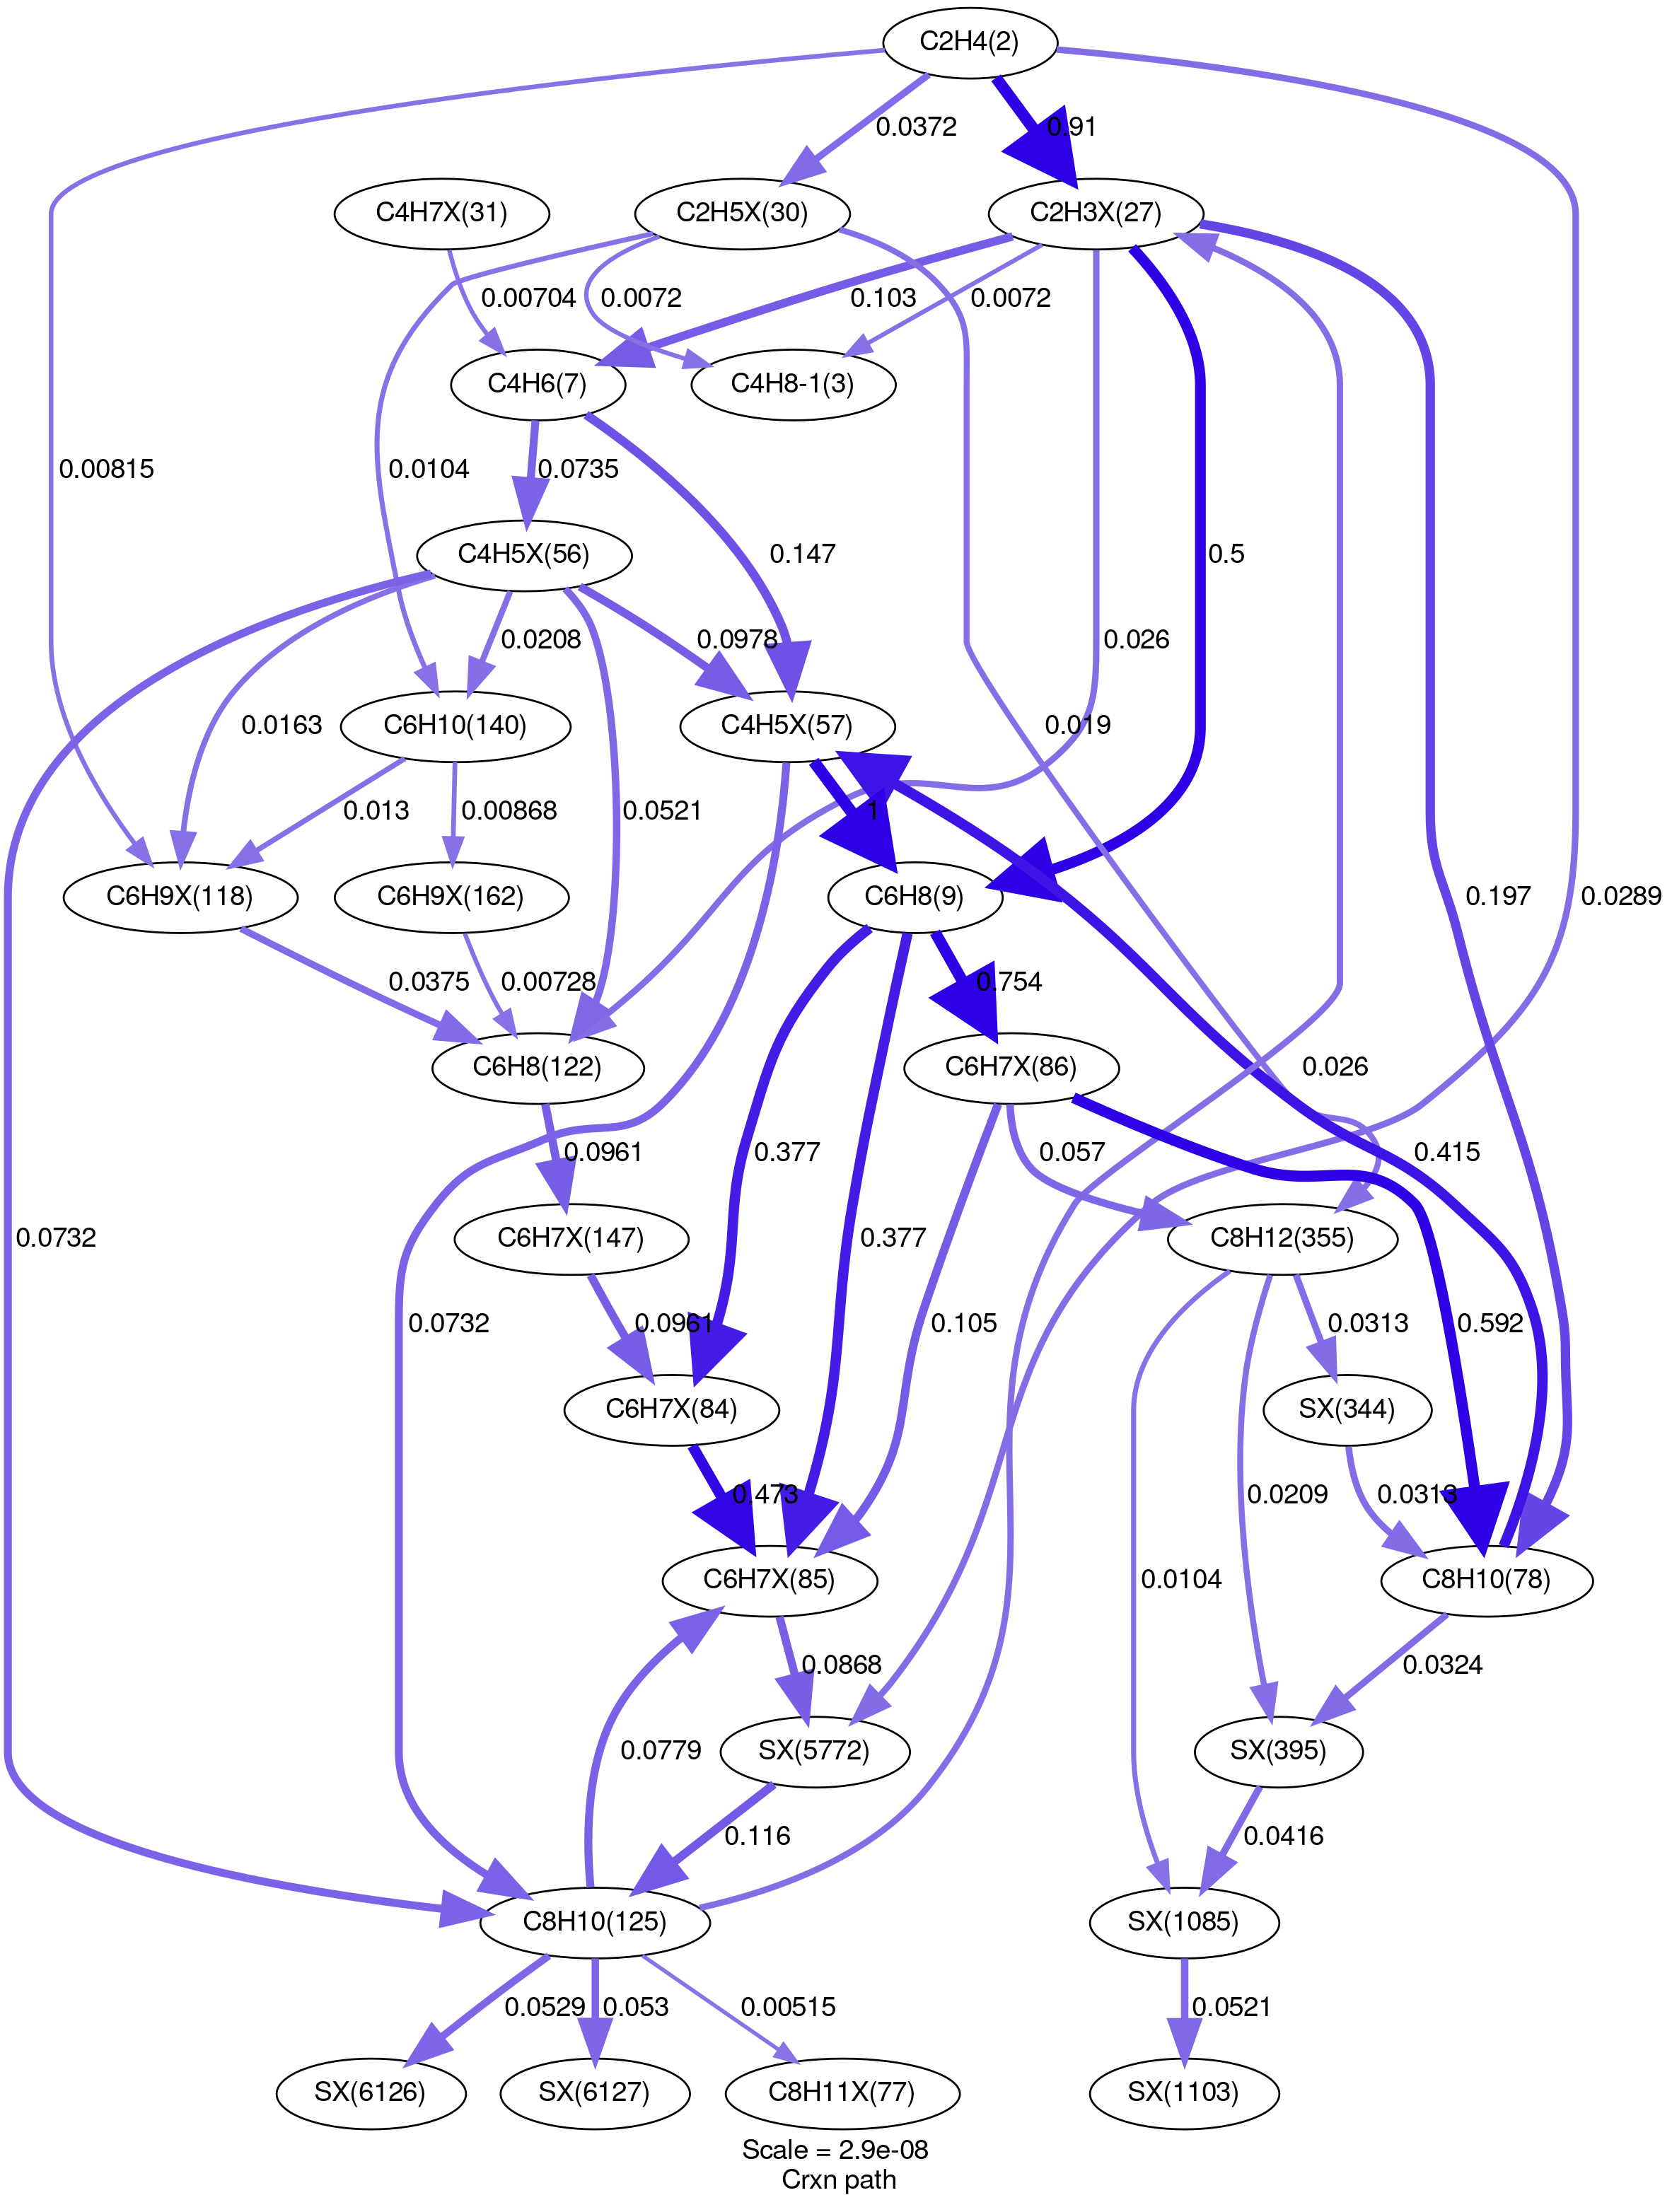 C2H4(2)
0.0372
0.91
C4H7X(31)
C2H5X(30)
C2H3X(27)
0.00704
0.0072
0.103
0.0072
C4H6(7)
C4H8-1(3)
0.00815
0.0104
0.0735
0.147
0.5
C4H5X(56)
0.0208
0.0978
0.026
C6H10(140)
C4H5X(57)
0.0163
0.019
0.013
0.00868
0.0521
1
C6H9X(118)
C6H9X(162)
C6H8(9)
0.197
0.0289
0.0375
0.00728
0.754
C6H8(122)
C6H7X(86)
0.026
0.0961
0.377
0.057
0.415
0.0732
C6H7X(147)
0.377
C8H12(355)
0.0732
0.0961
0.105
0.0313
0.592
C6H7X(84)
SX(344)
0.473
0.0209
0.0313
C6H7X(85)
0.0104
C8H10(78)
0.0868
0.0324
0.0779
SX(5772)
SX(395)
0.116
0.0416
C8H10(125)
SX(1085)
0.0529
0.053
0.00515
0.0521
SX(6126)
SX(6127)
C8H11X(77)
SX(1103)
Scale = 2.9e-08
Crxn path